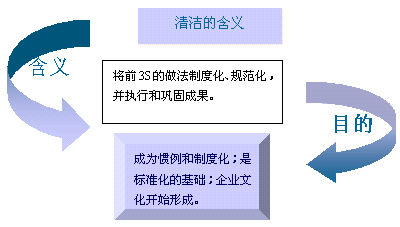 清洁的含义
含义
将前3S的做法制度化、规范化，
并执行和巩固成果。
目的
成为惯例和制度化；是
标准化的基础；企业文
化开始形成。